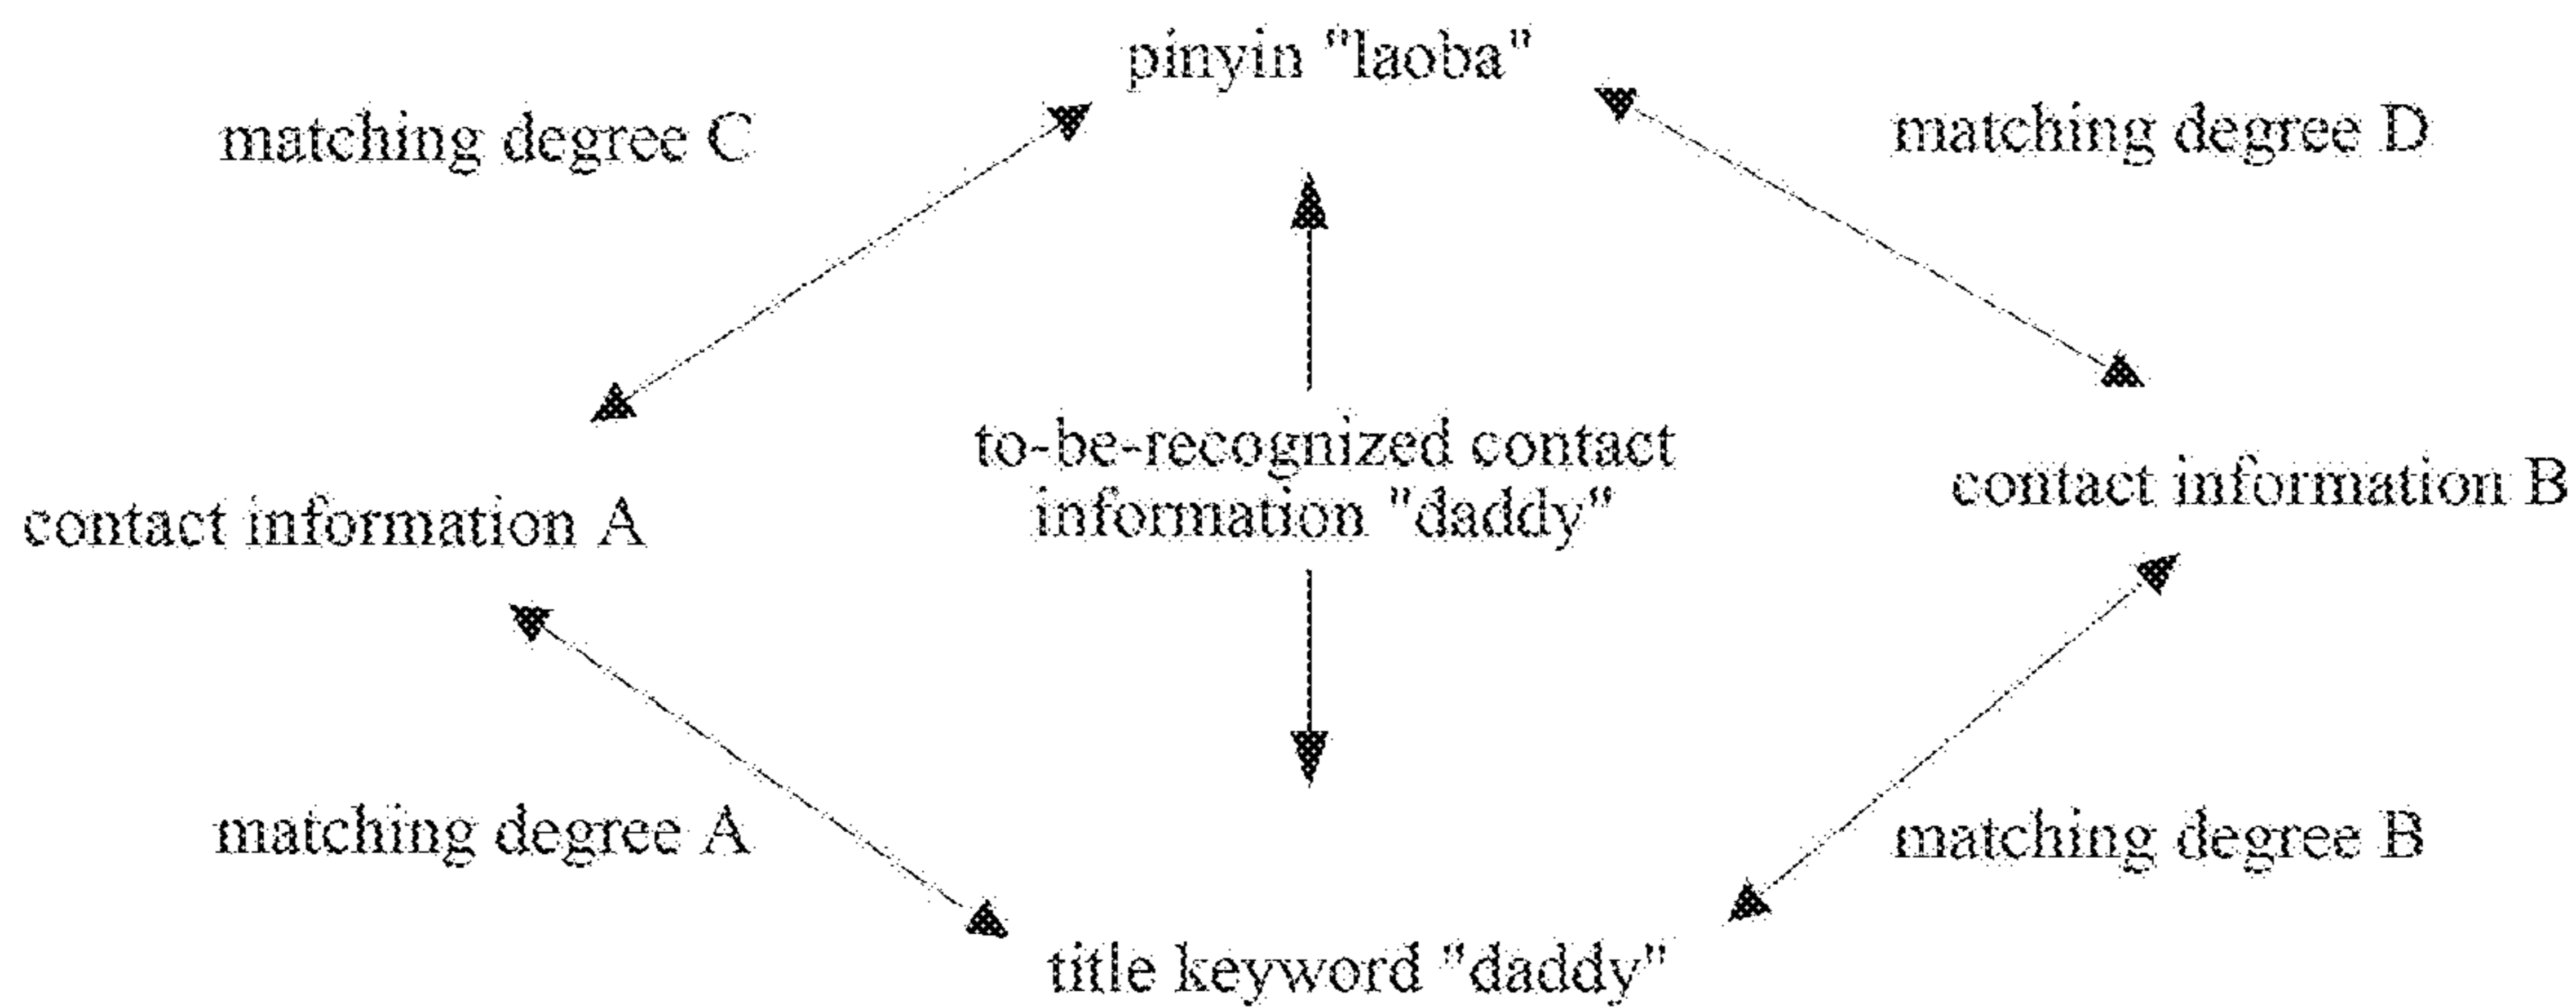 pinyin "laoba"
matching degree C
matching degree D
to-be-recognized contact
information "daddy"
contact information A
contact information B
matching degree A
matching degree B
title keyword "daddy"